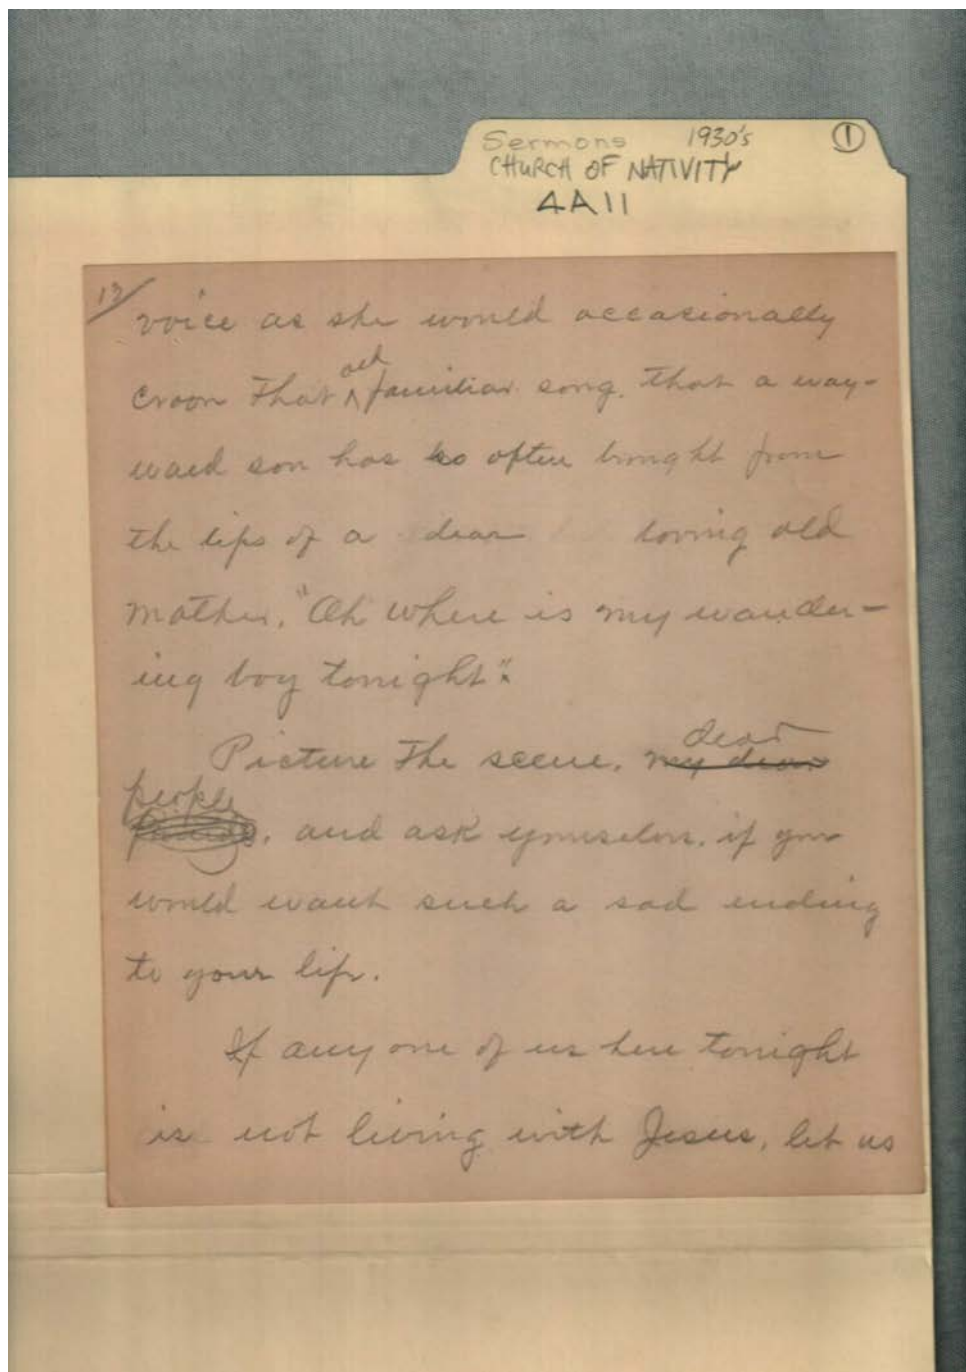 Sermons 1930's ①
CHURCH OF NATIVITY
4A11
voice as she would occasionally
old
croon that ^ familiar song, that a way-
ward son has so often brought from
the lips of a dear loving old
mother, "Oh where is my wander-
ing boy tonight".
dear
Picture the scene, my dear
people
friends, and ask yourselves, if you
would want such a sad ending
to your life.
If any one of us here tonight
is not living with Jesus, let us